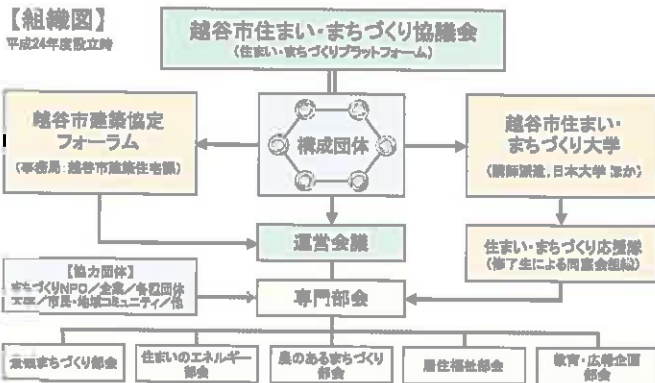 【組織図】
平成24年度設立時
越谷市住まい・まちづくり協議会
(住まい・まちづくりプラットフォーム)
越谷市建築協定
フォーラム
(事務局:越谷市建築住宅課)
構成団体
越谷市住まい・
まちづくり大学
(講師派遣,日本大学 ほか)
運営会議
住まい・まちづくり応援隊
(修了生による同窓会組織)
【協力団体】
まちづくりNPO/企業/各種団体
大学/市民・地域コミュニティ/他
専門部会
まちづくり部会
住まいのエネルギー
部会
農のあるまちづくり
部会
居住福祉部会
教育・広報企画
部会